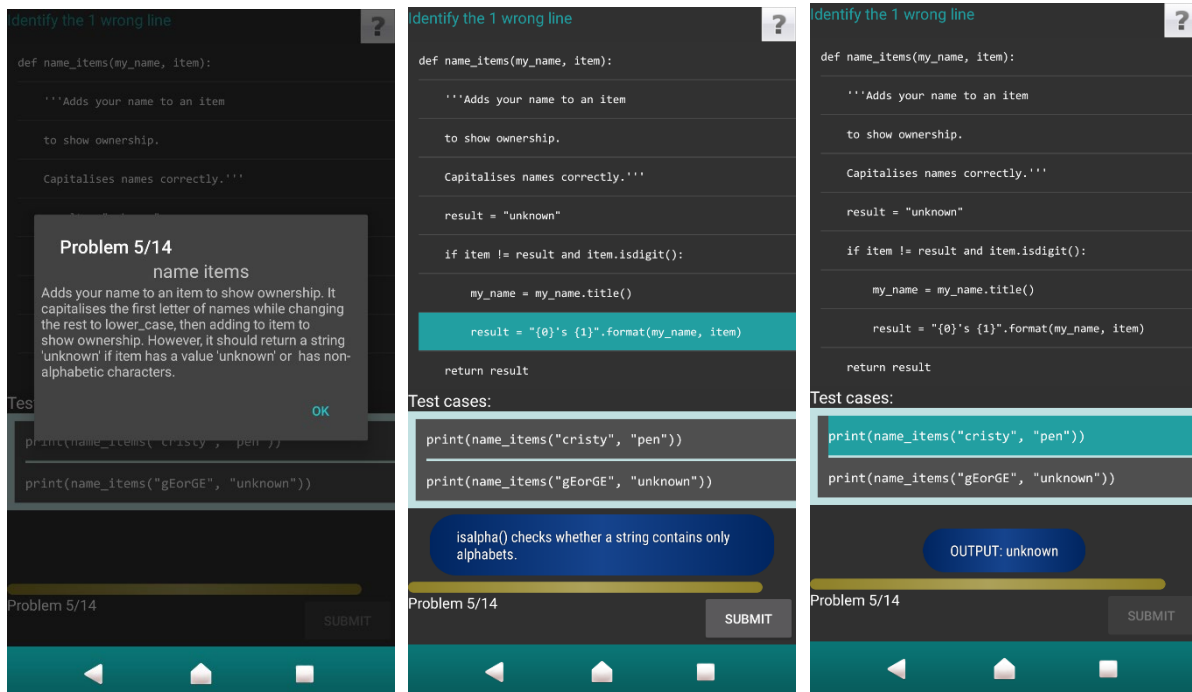 Identify the 1 wrong line
?
def name_items(my_name, item):
'''Adds your name to an item
to show ownership.
Capitalises names correctly.'''
Problem 5/14
name items
Adds your name to an item to show ownership. It
capitalises the first letter of names while changing
the rest to lower_case, then adding to item to
show ownership. However, it should return a string
'unknown' if item has a value 'unknown' or has non-
alphabetic characters.
OK
Tes
print(name_items("cristy", "pen"))
print(name_items("gEorGE", "unknown"))
Problem 5/14
SUBMIT
Identify the 1 wrong line
?
def name_items(my_name, item):
'''Adds your name to an item
to show ownership.
Capitalises names correctly.'''
result = "unknown"
if item != result and item.isdigit():
my_name = my_name.title()
result = "{0}'s {1}".format(my_name, item)
return result
Test cases:
print(name_items("cristy", "pen"))
print(name_items("gEorGE", "unknown"))
isalpha() checks whether a string contains only
alphabets.
Problem 5/14
SUBMIT
Identify the 1 wrong line
?
def name_items(my_name, item):
'''Adds your name to an item
to show ownership.
Capitalises names correctly.'''
result = "unknown"
if item != result and item.isdigit():
my_name = my_name.title()
result = "{0}'s {1}".format(my_name, item)
return result
Test cases:
print(name_items("cristy", "pen"))
print(name_items("gEorGE", "unknown"))
OUTPUT: unknown
Problem 5/14
SUBMIT